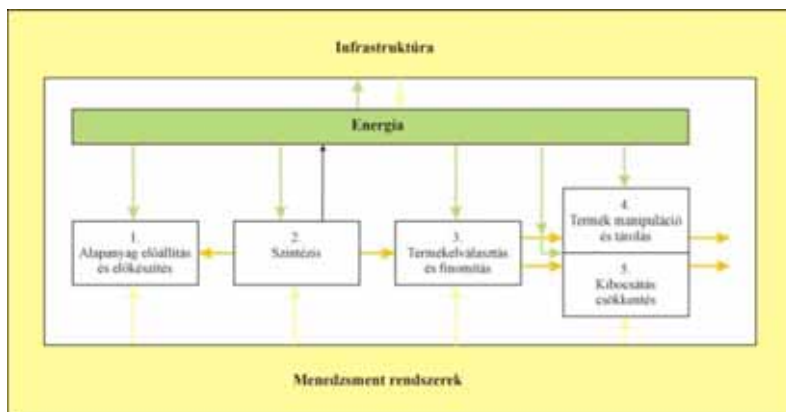 Infrastruktúra
Energia
1.
Alapanyag előállítás
és előkészítés
2.
Szintézis
3.
Termékelválasztás
és finomítás
4.
Termék manipuláció
és tárolás
5.
Kibocsátás
csökkentés
Menedzsment rendszerek